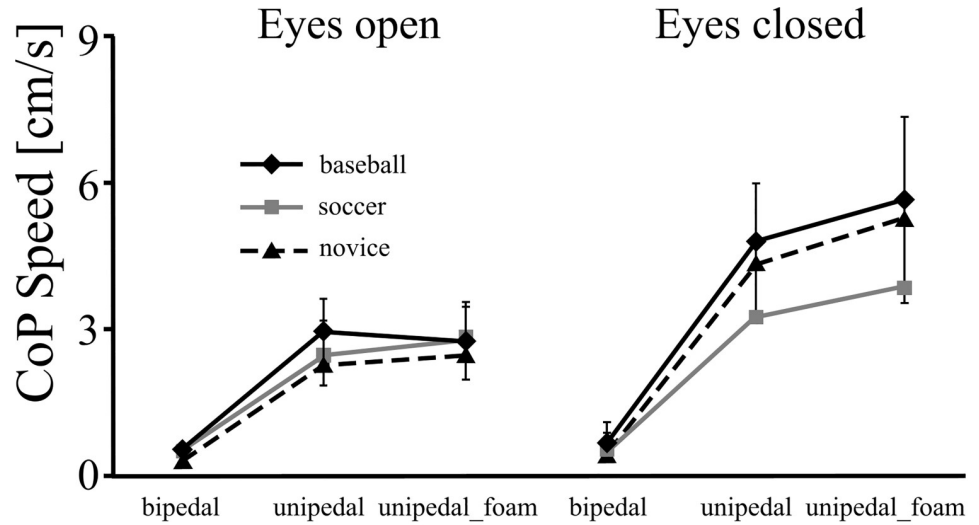 Eyes open
Eyes closed
CoP Speed [cm/s]
9
6
3
0
baseball
soccer
novice
bipedal unipedal unipedal_foam bipedal unipedal unipedal_foam